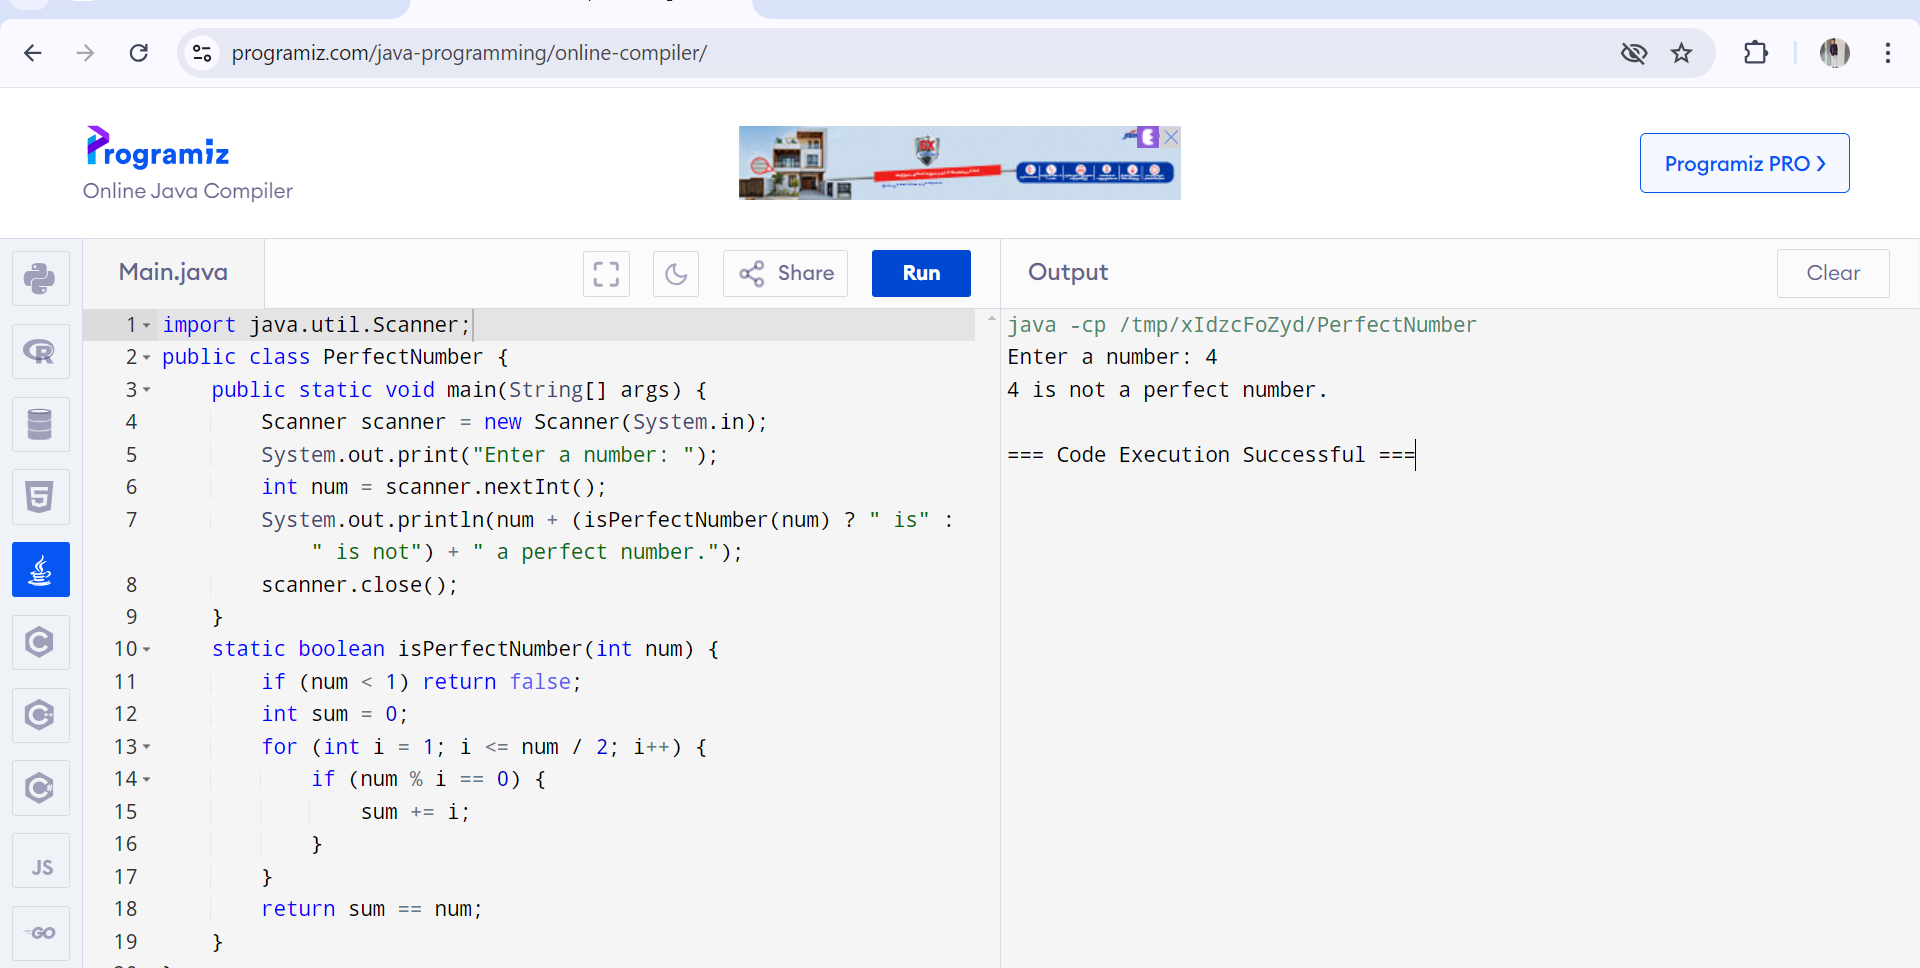 programiz.com/java-programming/online-compiler/
Programiz
Online Java Compiler
Programiz PRO
Main.java
Share
Run
Output
Clear
1 import java.util.Scanner;
2 public class PerfectNumber {
3 public static void main(String[] args) {
4 Scanner scanner = new Scanner(System.in);
5 System.out.print("Enter a number: ");
6 int num = scanner.nextInt();
7 System.out.println(num + (isPerfectNumber(num) ? " is" :
" is not") + " a perfect number.");
8 scanner.close();
9 }
10 static boolean isPerfectNumber(int num) {
11 if (num < 1) return false;
12 int sum = 0;
13 for (int i = 1; i <= num / 2; i++) {
14 if (num % i == 0) {
15 sum += i;
16 }
17 }
18 return sum == num;
19 }
java -cp /tmp/xIdzcFoZyd/PerfectNumber
Enter a number: 4
4 is not a perfect number.
=== Code Execution Successful ===
JS
GO